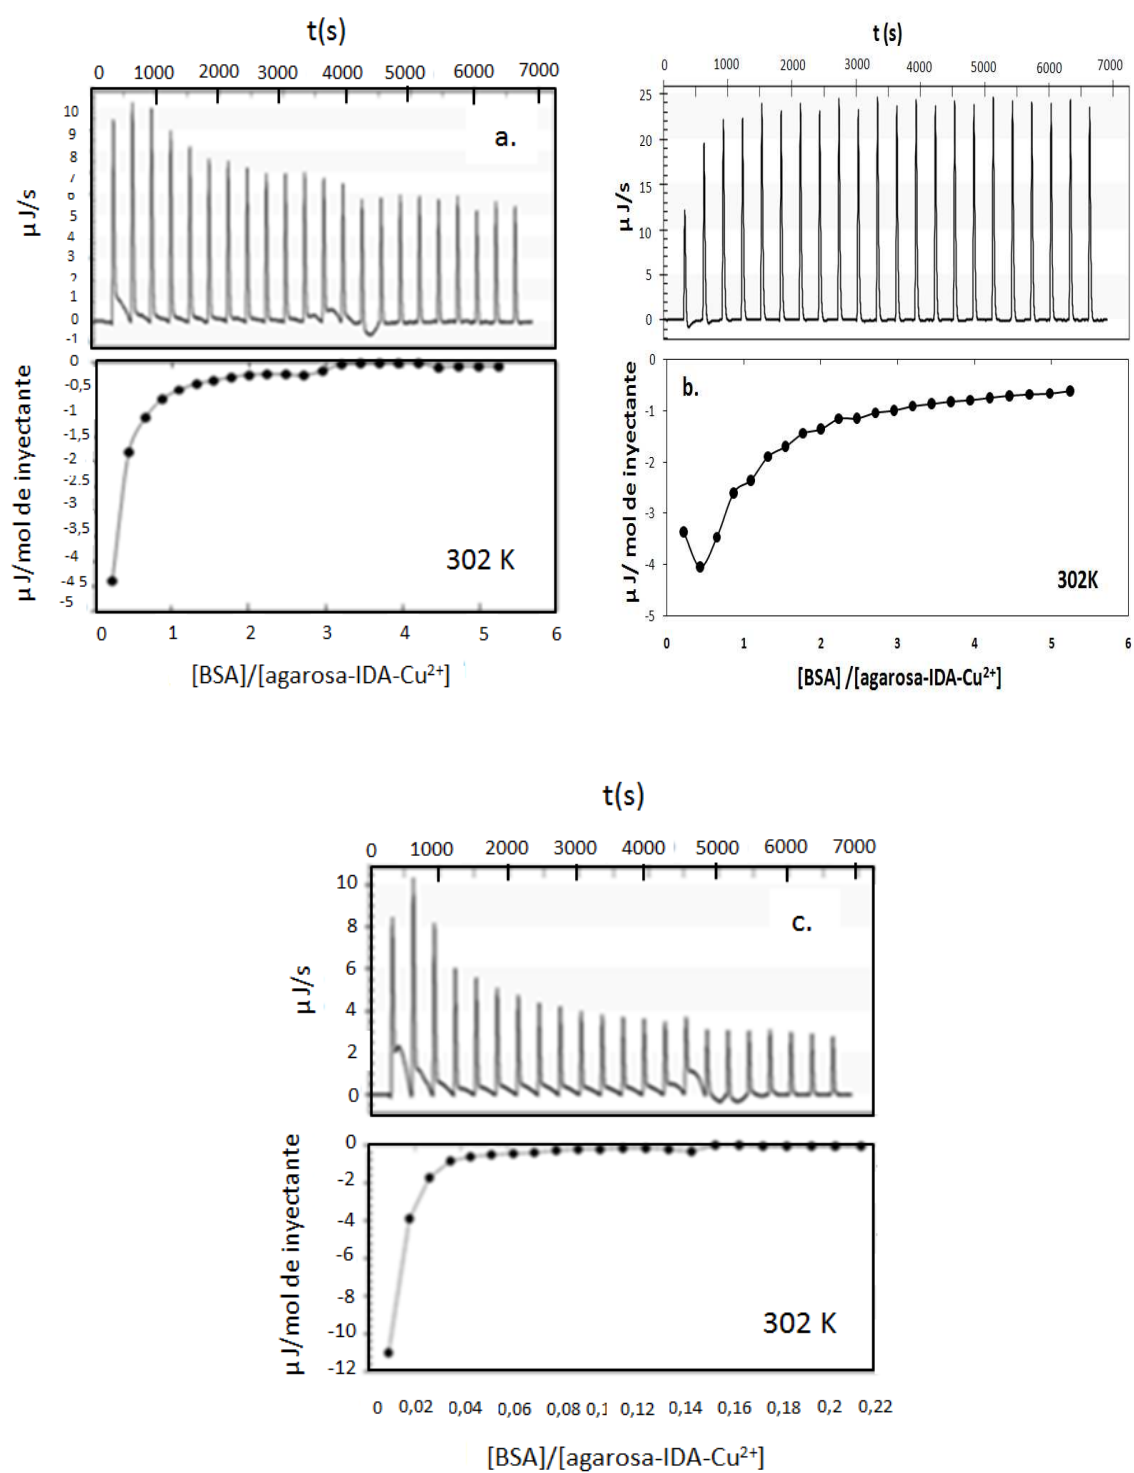 t(s)
0 1000 2000 3000 4000 5000 6000 7000
10
9
8
7
6
5
4
3
2
1
0
-1
µ J/s
a.
0
-0,5
-1
-1,5
-2
-2,5
-3
-3,5
-4
-4 5
-5
µ J/mol de inyectante
302 K
0 1 2 3 4 5 6
[BSA]/[agarosa-IDA-Cu²⁺]
t (s)
0 1000 2000 3000 4000 5000 6000 7000
25
20
15
10
5
0
µ J/s
0
-1
-2
-3
-4
-5
µ J/ mol de inyectante
b.
302K
0 1 2 3 4 5 6
[BSA] /[agarosa-IDA-Cu²⁺]
t(s)
0 1000 2000 3000 4000 5000 6000 7000
10
8
6
4
2
0
µ J/s
c.
0
-2
-4
-6
-8
-10
-12
µ J/mol de inyectante
302 K
0 0,02 0,04 0,06 0,08 0,1 0,12 0,14 0,16 0,18 0,2 0,22
[BSA]/[agarosa-IDA-Cu²⁺]